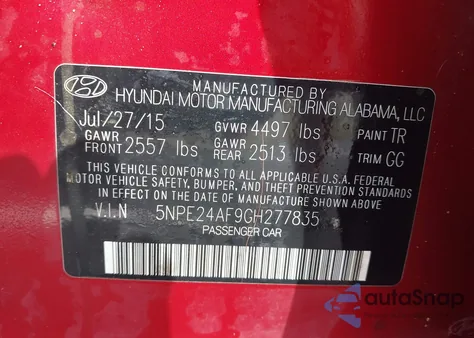 MANUFACTURED BY
HYUNDAI MOTOR MANUFACTURING ALABAMA, LLC
Jul/27/15 GVWR 4497 lbs PAINT TR
GAWR FRONT 2557 lbs GAWR REAR 2513 lbs TRIM GG
THIS VEHICLE CONFORMS TO ALL APPLICABLE U.S.A. FEDERAL
MOTOR VEHICLE SAFETY, BUMPER, AND THEFT PREVENTION STANDARDS
IN EFFECT ON THE DATE OF MANUFACTURE SHOWN ABOVE.
V.I.N 5NPE24AF9GH277835
PASSENGER CAR
autoSnap